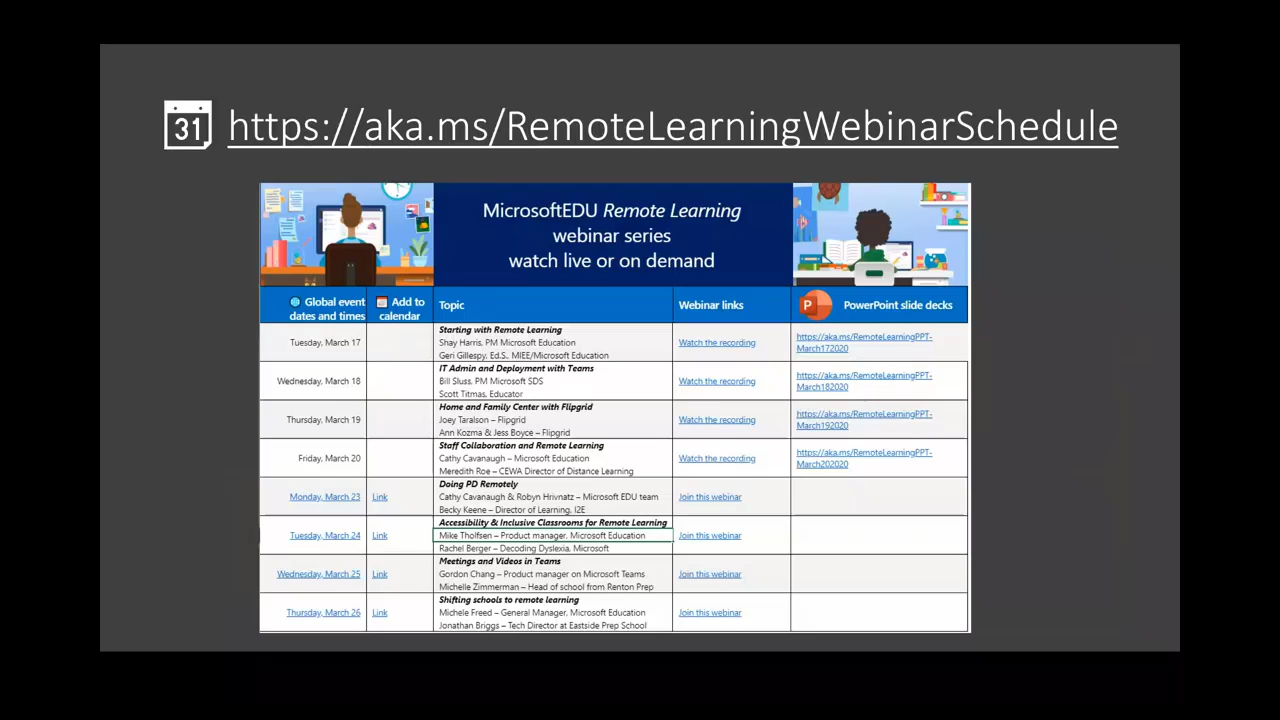 31 https://aka.ms/RemoteLearningWebinarSchedule
MicrosoftEDU Remote Learning
webinar series
watch live or on demand
Global event dates and times
Add to calendar
Topic
Webinar links
P PowerPoint slide decks
Tuesday, March 17
Starting with Remote Learning
Shay Harris, PM Microsoft Education
Geri Gillespy, Ed.S., MIEE/Microsoft Education
Watch the recording
https://aka.ms/RemoteLearningPPT-
March172020
Wednesday, March 18
IT Admin and Deployment with Teams
Bill Sluss, PM Microsoft SDS
Scott Titmas, Educator
Watch the recording
https://aka.ms/RemoteLearningPPT-
March182020
Thursday, March 19
Home and Family Center with Flipgrid
Joey Taralson – Flipgrid
Ann Kozma & Jess Boyce – Flipgrid
Watch the recording
https://aka.ms/RemoteLearningPPT-
March192020
Friday, March 20
Staff Collaboration and Remote Learning
Cathy Cavanaugh – Microsoft Education
Meredith Roe – CEWA Director of Distance Learning
Watch the recording
https://aka.ms/RemoteLearningPPT-
March202020
Monday, March 23
Link
Doing PD Remotely
Cathy Cavanaugh & Robyn Hrivnatz – Microsoft EDU team
Becky Keene – Director of Learning, I2E
Join this webinar
Tuesday, March 24
Link
Accessibility & Inclusive Classrooms for Remote Learning
Mike Tholfsen – Product manager, Microsoft Education
Rachel Berger – Decoding Dyslexia, Microsoft
Join this webinar
Wednesday, March 25
Link
Meetings and Videos in Teams
Gordon Chang – Product manager on Microsoft Teams
Michelle Zimmerman – Head of school from Renton Prep
Join this webinar
Thursday, March 26
Link
Shifting schools to remote learning
Michele Freed – General Manager, Microsoft Education
Jonathan Briggs – Tech Director at Eastside Prep School
Join this webinar